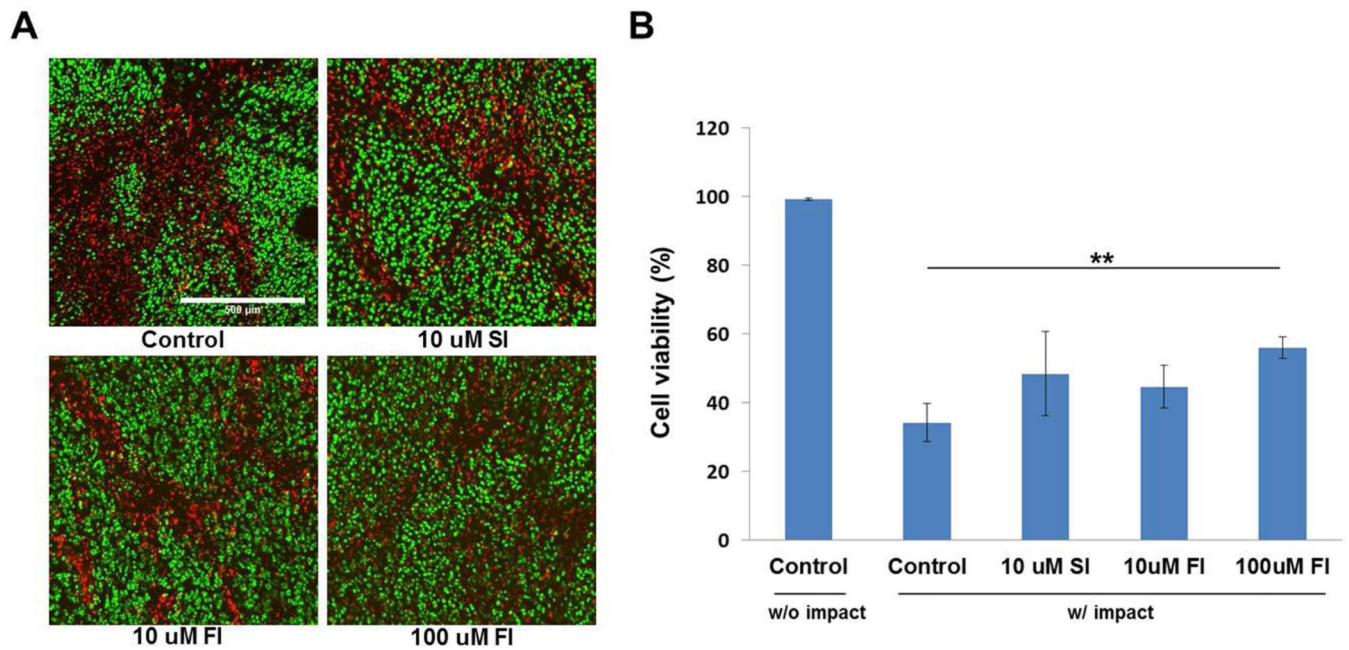 A
B
500 µm
Control
10 uM SI
10 uM FI
100 uM FI
Cell viability (%)
120
100
80
60
40
20
0
**
Control
Control
10 uM SI
10uM FI
100uM FI
w/o impact
w/ impact